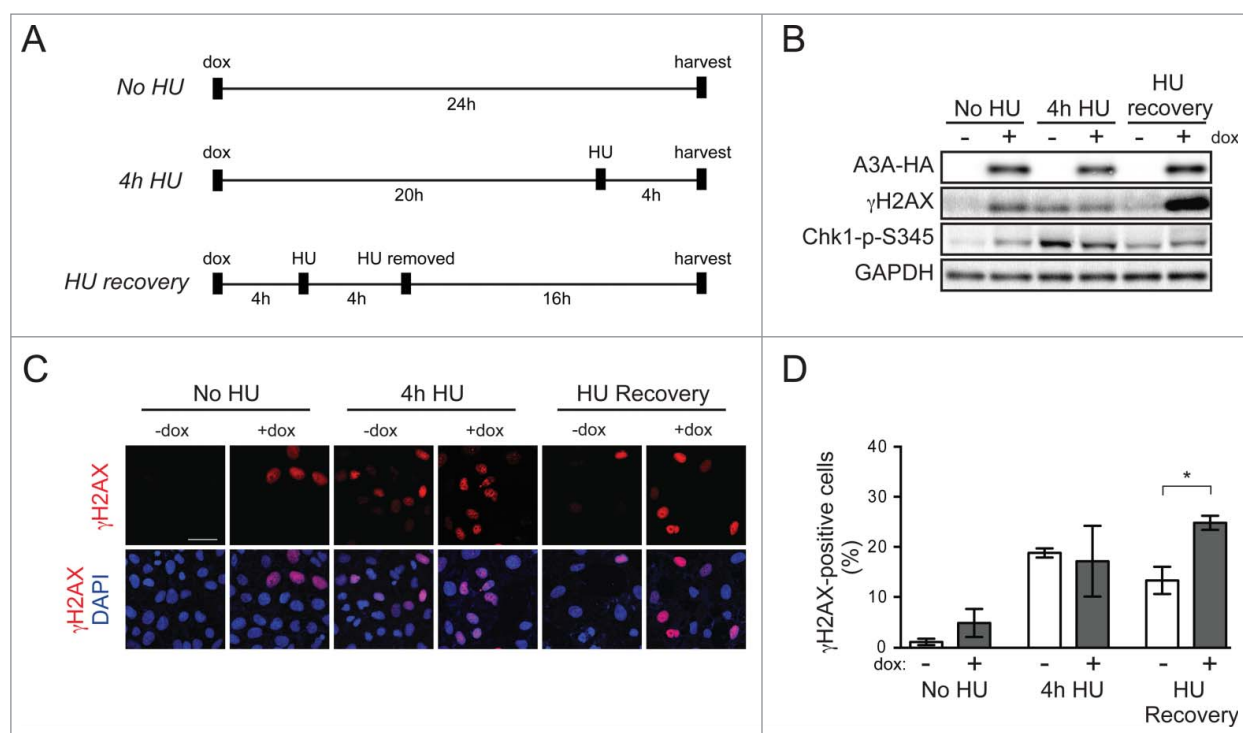 A
dox
harvest
No HU
24h
dox
HU
harvest
4h HU
20h
4h
dox
HU
HU removed
harvest
HU recovery
4h
4h
16h
B
No HU
4h HU
HU
recovery
- + - + - + dox
A3A-HA
γH2AX
Chk1-p-S345
GAPDH
C
No HU
4h HU
HU Recovery
-dox
+dox
-dox
+dox
-dox
+dox
γH2AX
γH2AX
DAPI
D
γH2AX-positive cells
(%)
40
30
20
10
0
*
dox: - + - + - +
No HU
4h HU
HU
Recovery